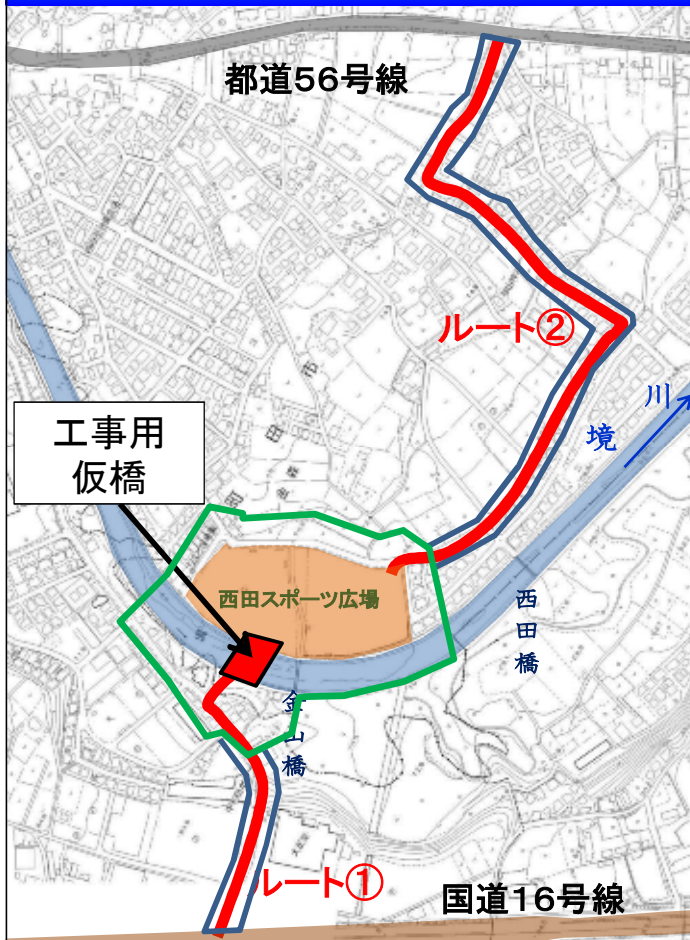 都道56号線
ルート②
川
境
工事用
仮橋
西田スポーツ広場
西
田
橋
金
山
橋
ルート①
国道16号線